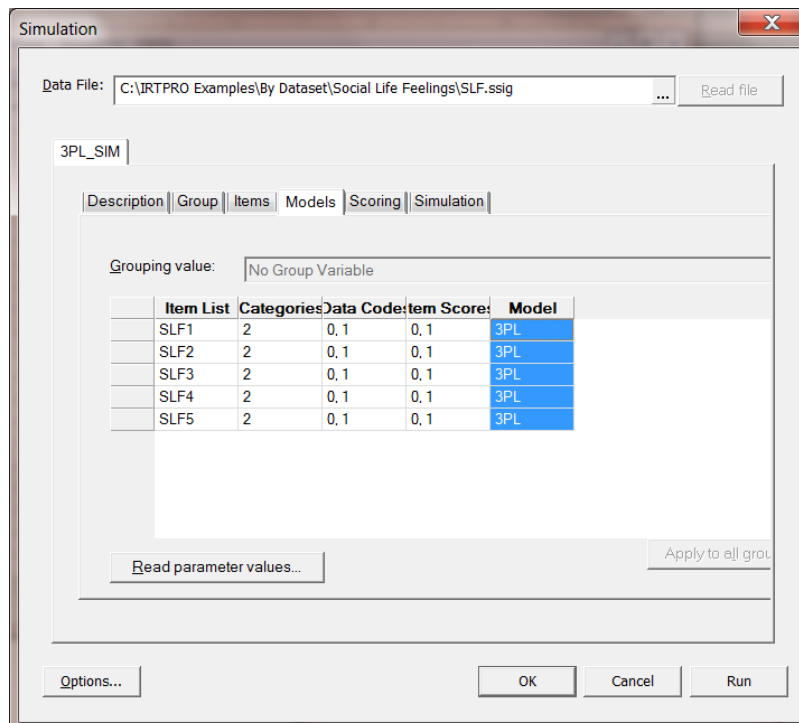 Simulation
Data File: C:\IRTPRO Examples\By Dataset\Social Life Feelings\SLF.ssig ... Read file
3PL_SIM
Description Group Items Models Scoring Simulation
Grouping value: No Group Variable
Item List Categories Data Codes tem Scores Model
SLF1 2 0, 1 0, 1 3PL
SLF2 2 0, 1 0, 1 3PL
SLF3 2 0, 1 0, 1 3PL
SLF4 2 0, 1 0, 1 3PL
SLF5 2 0, 1 0, 1 3PL
Read parameter values... Apply to all grou
Options... OK Cancel Run